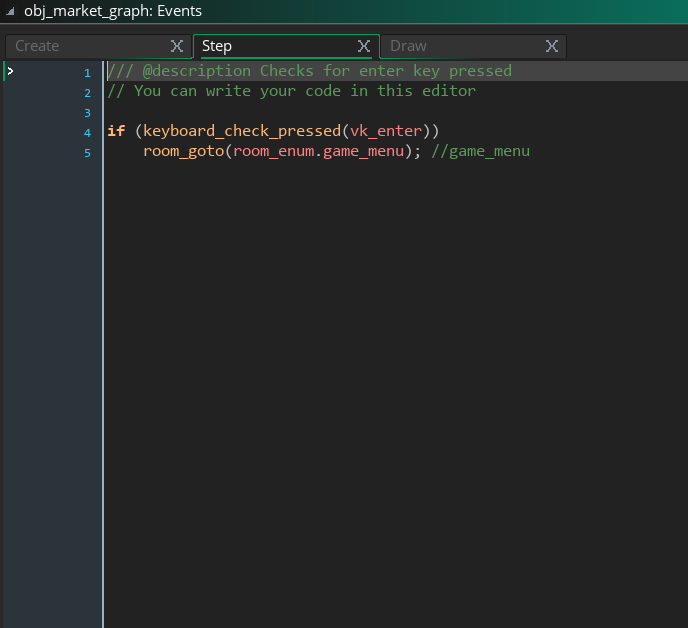 obj_market_graph: Events
Create X Step X Draw X
> 1 /// @description Checks for enter key pressed
2 // You can write your code in this editor
3
4 if (keyboard_check_pressed(vk_enter))
5 room_goto(room_enum.game_menu); //game_menu